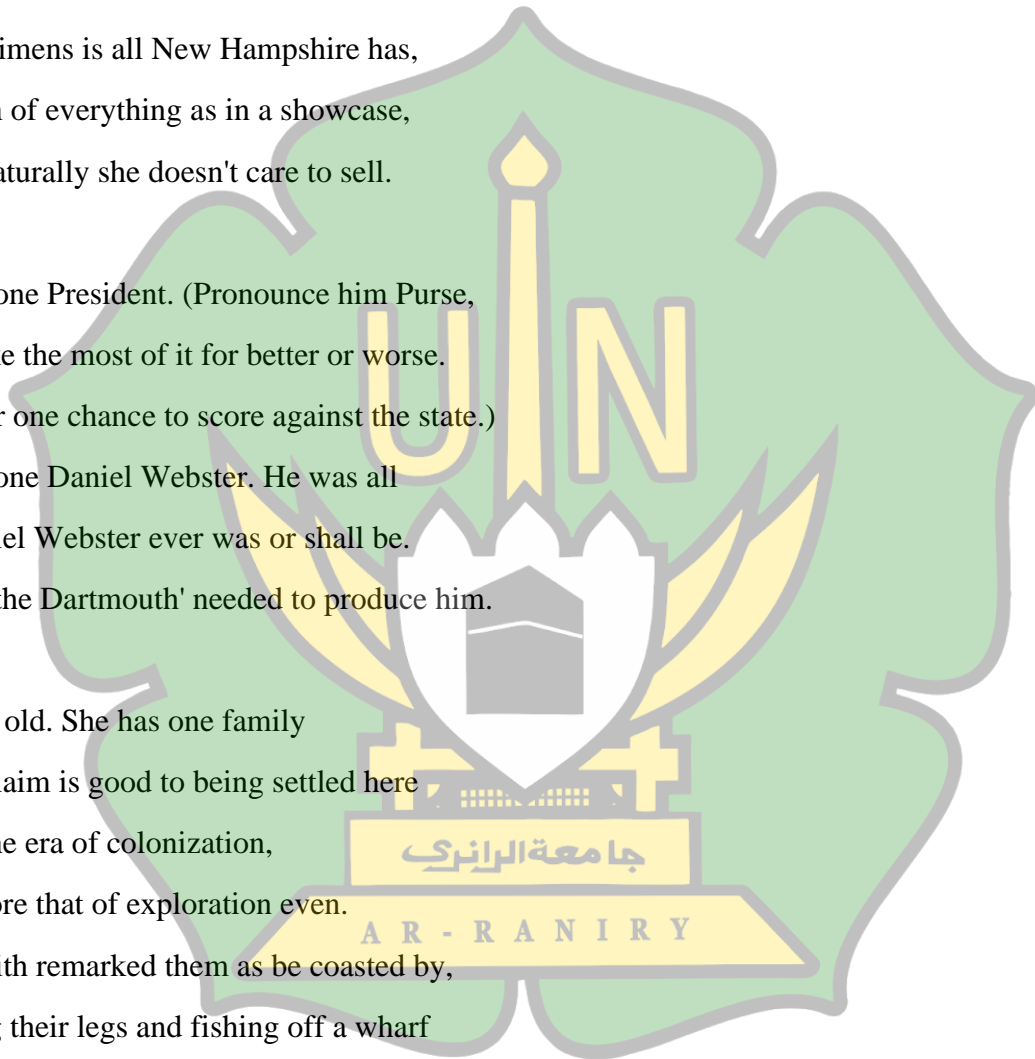 imens is all New Hampshire has,
of everything as in a showcase,
aturally she doesn't care to sell.
one President. (Pronounce him Purse,
the most of it for better or worse.
one chance to score against the state.)
one Daniel Webster. He was all
el Webster ever was or shall be.
the Dartmouth' needed to produce him.
old. She has one family
laim is good to being settled here
era of colonization,
ore that of exploration even.
ith remarked them as be coasted by,
their legs and fishing off a wharf
UIN
جامعة الرانري
AR-RANIRY